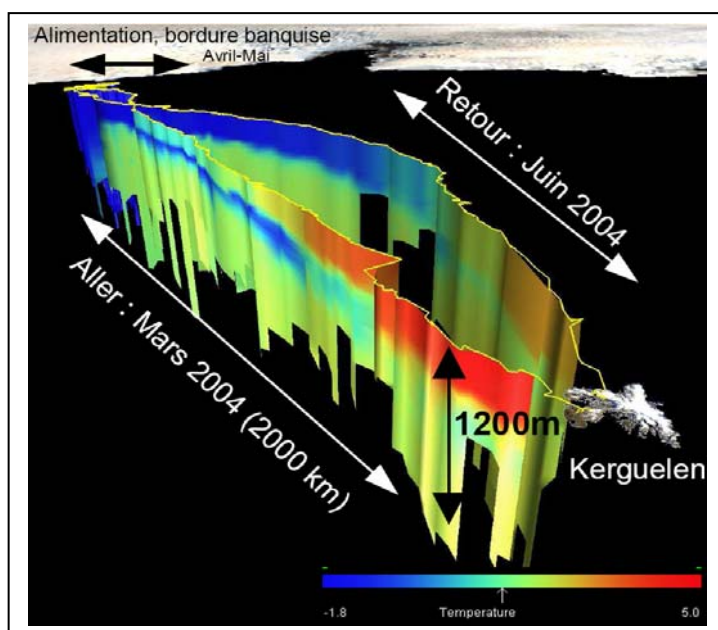 Alimentation, bordure banquise
Avril-Mai
Retour : Juin 2004
Aller : Mars 2004 (2000 km)
1200m
Kerguelen
-1.8
Temperature
5.0